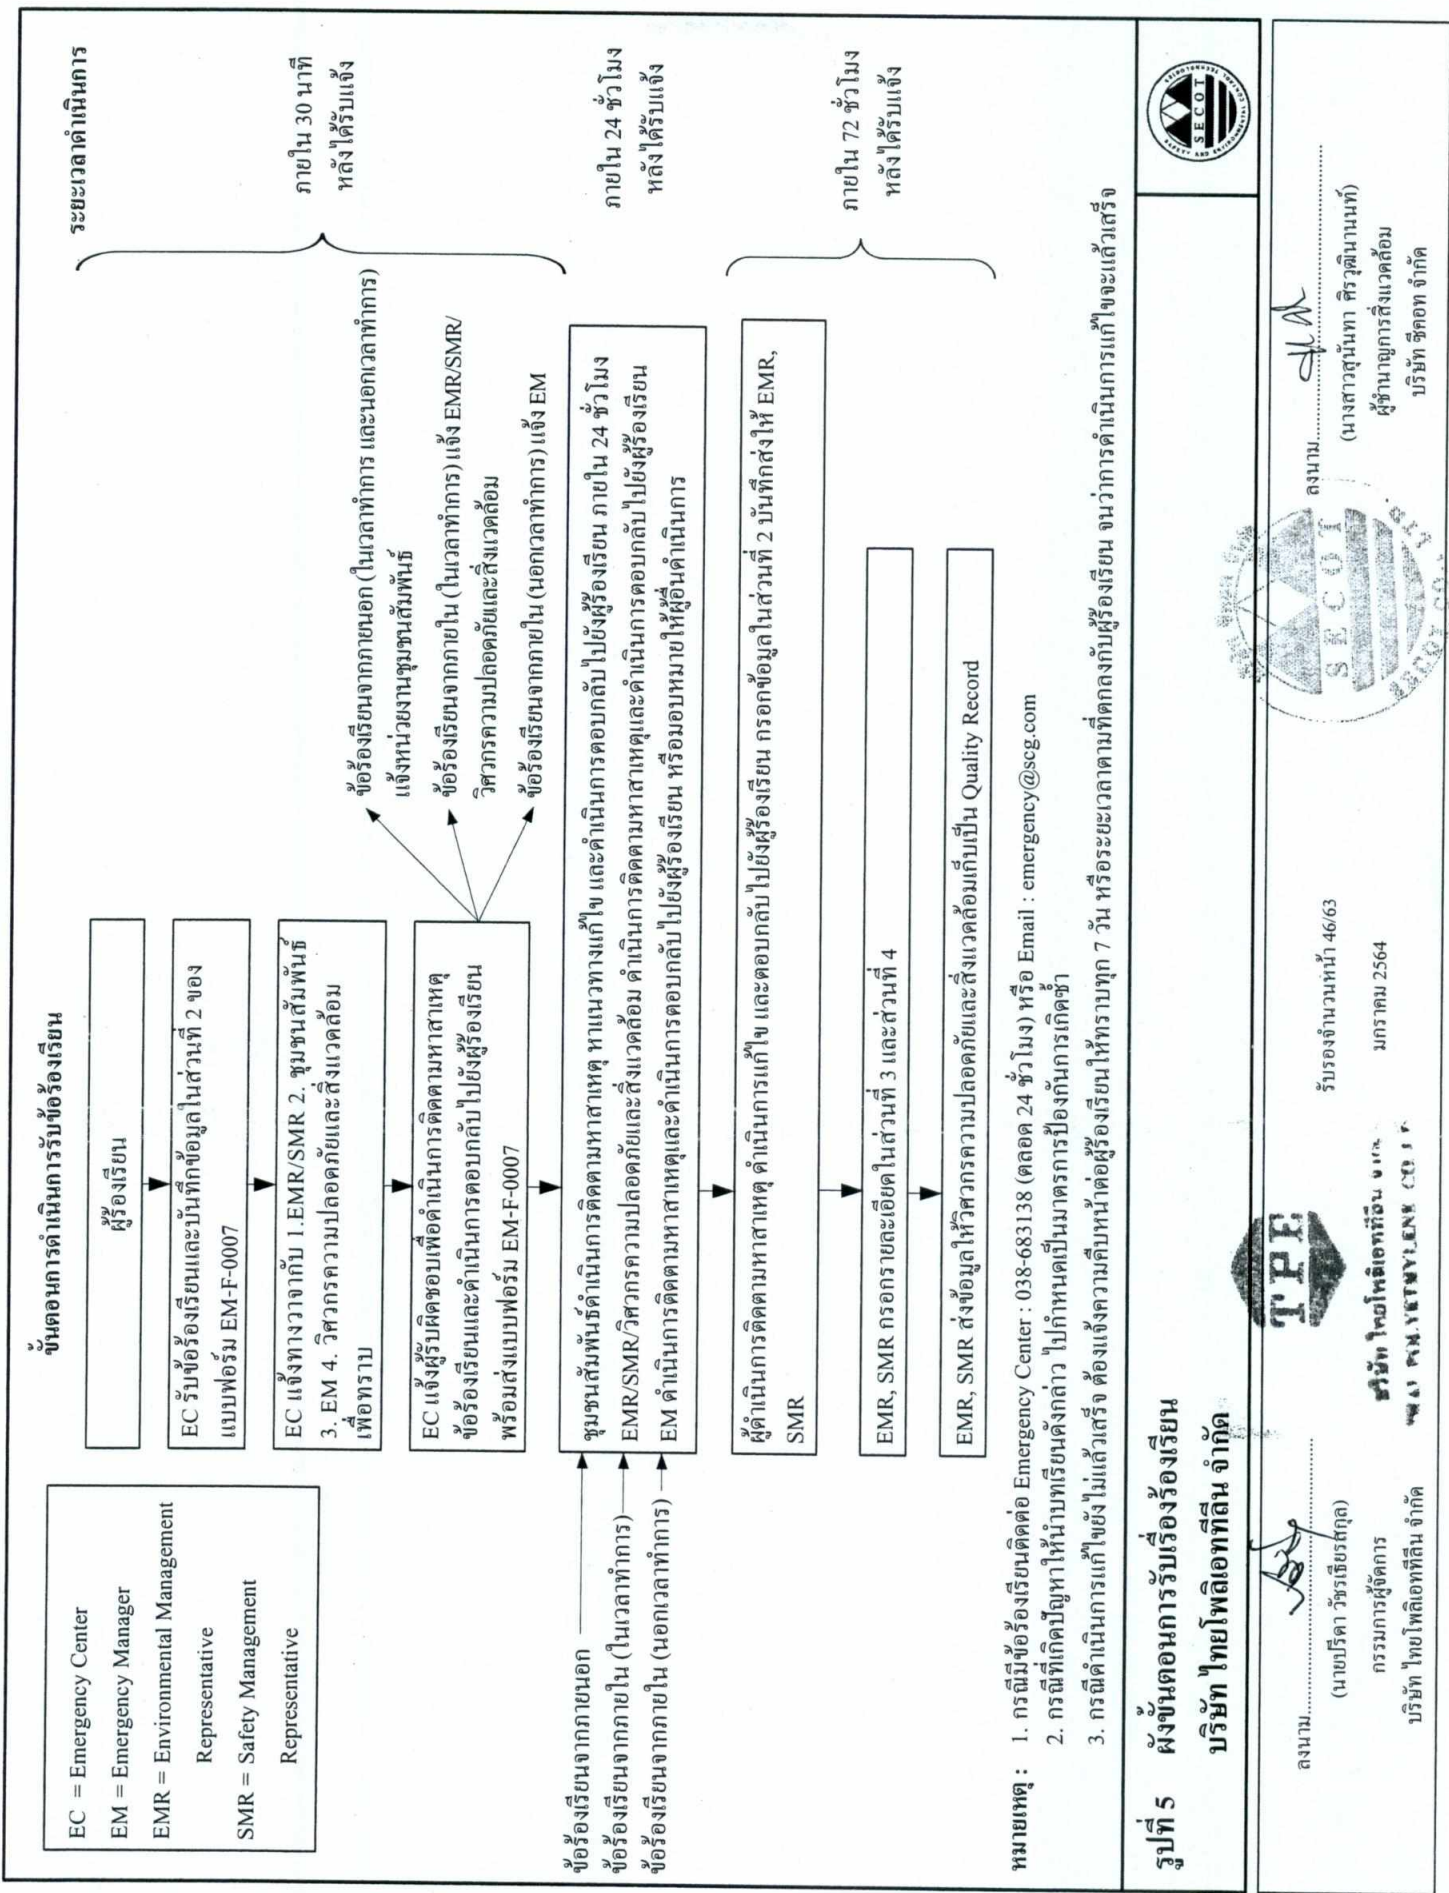 ขั้นตอนการดำเนินการรับข้อร้องเรียน
ระยะเวลาดำเนินการ
EC = Emergency Center
EM = Emergency Manager
EMR = Environmental Management
Representative
SMR = Safety Management
Representative
ผู้ร้องเรียน
EC รับข้อร้องเรียนและบันทึกข้อมูลในส่วนที่ 2 ของ
แบบฟอร์ม EM-F-0007
EC แจ้งทางวาจากับ 1.EMR/SMR 2. ชุมชนสัมพันธ์
3. EM 4. วิศวกรความปลอดภัยและสิ่งแวดล้อม
เพื่อทราบ
EC แจ้งผู้รับผิดชอบเพื่อดำเนินการติดตามหาสาเหตุ
ข้อร้องเรียนและดำเนินการตอบกลับไปยังผู้ร้องเรียน
พร้อมส่งแบบฟอร์ม EM-F-0007
ข้อร้องเรียนจากภายนอก (ในเวลาทำการ และนอกเวลาทำการ)
แจ้งหน่วยงานชุมชนสัมพันธ์
ข้อร้องเรียนจากภายใน (ในเวลาทำการ) แจ้ง EMR/SMR/
วิศวกรความปลอดภัยและสิ่งแวดล้อม
ข้อร้องเรียนจากภายใน (นอกเวลาทำการ) แจ้ง EM
ภายใน 30 นาที
หลังได้รับแจ้ง
ข้อร้องเรียนจากภายนอก
ข้อร้องเรียนจากภายใน (ในเวลาทำการ)
ข้อร้องเรียนจากภายใน (นอกเวลาทำการ)
ชุมชนสัมพันธ์ดำเนินการติดตามหาสาเหตุ หาแนวทางแก้ไข และดำเนินการตอบกลับไปยังผู้ร้องเรียน ภายใน 24 ชั่วโมง
EMR/SMR/วิศวกรความปลอดภัยและสิ่งแวดล้อม ดำเนินการติดตามหาสาเหตุและดำเนินการตอบกลับไปยังผู้ร้องเรียน
EM ดำเนินการติดตามหาสาเหตุและดำเนินการตอบกลับไปยังผู้ร้องเรียน หรือมอบหมายให้ผู้อื่นดำเนินการ
ภายใน 24 ชั่วโมง
หลังได้รับแจ้ง
ผู้ดำเนินการติดตามหาสาเหตุ ดำเนินการแก้ไข และตอบกลับไปยังผู้ร้องเรียน กรอกข้อมูลในส่วนที่ 2 บันทึกส่งให้ EMR,
SMR
EMR, SMR กรอกรายละเอียดในส่วนที่ 3 และส่วนที่ 4
EMR, SMR ส่งข้อมูลให้วิศวกรความปลอดภัยและสิ่งแวดล้อมเก็บเป็น Quality Record
ภายใน 72 ชั่วโมง
หลังได้รับแจ้ง
หมายเหตุ : 1. กรณีมีข้อร้องเรียนติดต่อ Emergency Center : 038-683138 (ตลอด 24 ชั่วโมง) หรือ Email : emergency@scg.com
2. กรณีที่เกิดปัญหาให้นำบทเรียนดังกล่าว ไปกำหนดเป็นมาตรการป้องกันการเกิดซ้ำ
3. กรณีดำเนินการแก้ไขยังไม่แล้วเสร็จ ต้องแจ้งความคืบหน้าต่อผู้ร้องเรียนให้ทราบทุก 7 วัน หรือระยะเวลาตามที่ตกลงกับผู้ร้องเรียน จนว่าการดำเนินการแก้ไขจะแล้วเสร็จ
รูปที่ 5 ผังขั้นตอนการรับเรื่องร้องเรียน
บริษัท ไทยโพลิเอททีลีน จำกัด
SAFETY AND ENVIRONMENTAL CONTROL TECHNOLOGIES
SECOT
ลงนาม
(นายปรีดา วัชรเธียรสกุล)
กรรมการผู้จัดการ
บริษัท ไทยโพลิเอททีลีน จำกัด
TPE
บริษัท ไทยโพลิเอททีลีน
รับรองจำนวนหน้า 46/63
มกราคม 2564
SECOT
SECOT CO., LTD.
ลงนาม
(นางสาวสุนันทา ศิรวุฒินานนท์)
ผู้ชำนาญการสิ่งแวดล้อม
บริษัท ซีคอท จำกัด